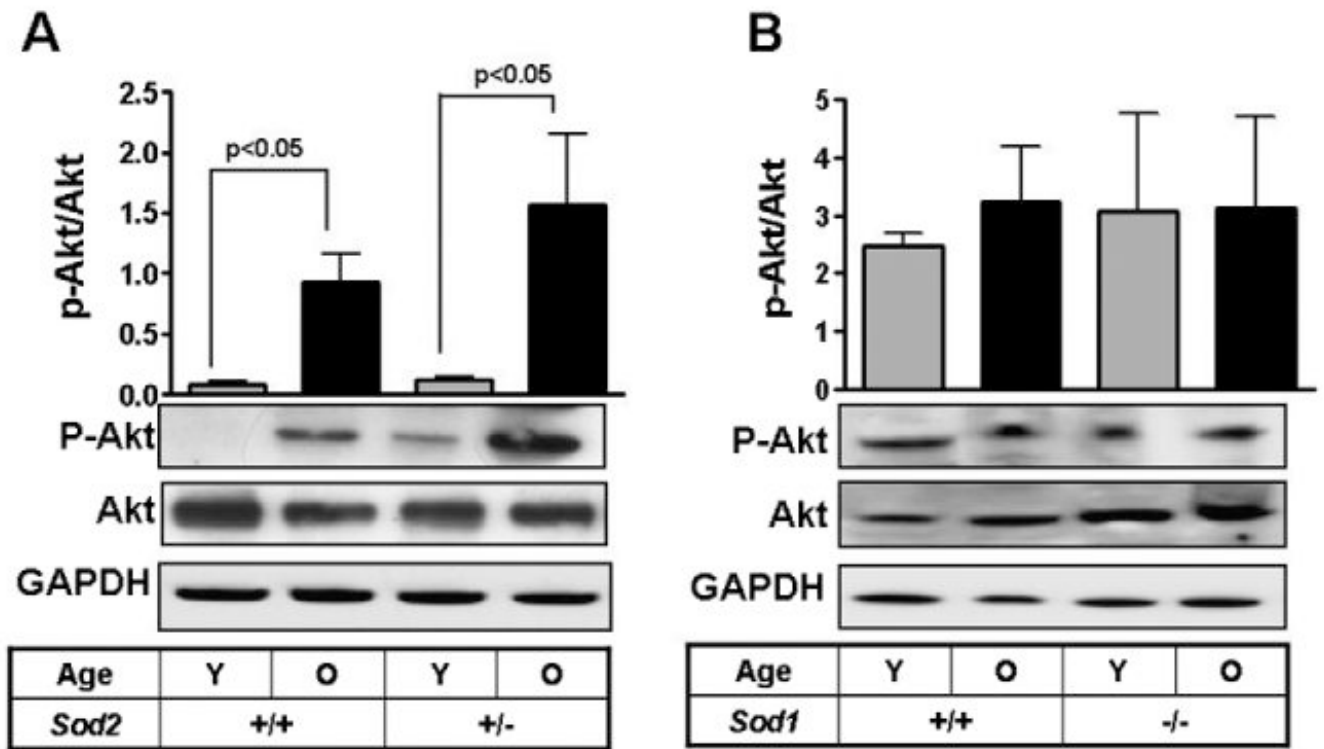 A
p<0.05
p<0.05
2.5
2.0
1.5
1.0
0.5
0.0
p-Akt/Akt
P-Akt
Akt
GAPDH
Age Y O Y O
Sod2 +/+ +/-
B
5
4
3
2
1
0
p-Akt/Akt
P-Akt
Akt
GAPDH
Age Y O Y O
Sod1 +/+ -/-